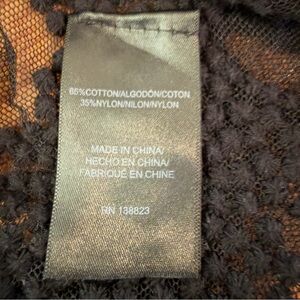 65%COTTON/ALGODÓN/COTON
35%NYLON/NILON/NYLON
MADE IN CHINA/
HECHO EN CHINA/
FABRIQUÉ EN CHINE
RN 138823